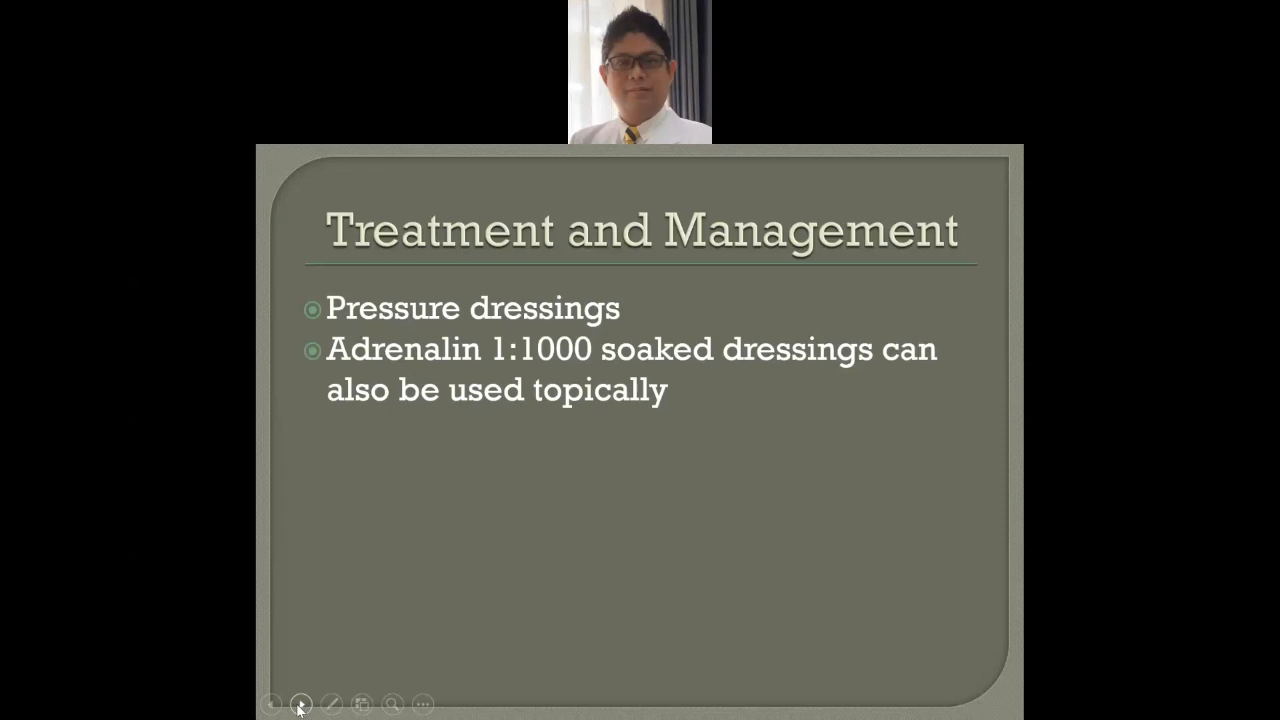 Treatment and Management
Pressure dressings
Adrenalin 1:1000 soaked dressings can
also be used topically